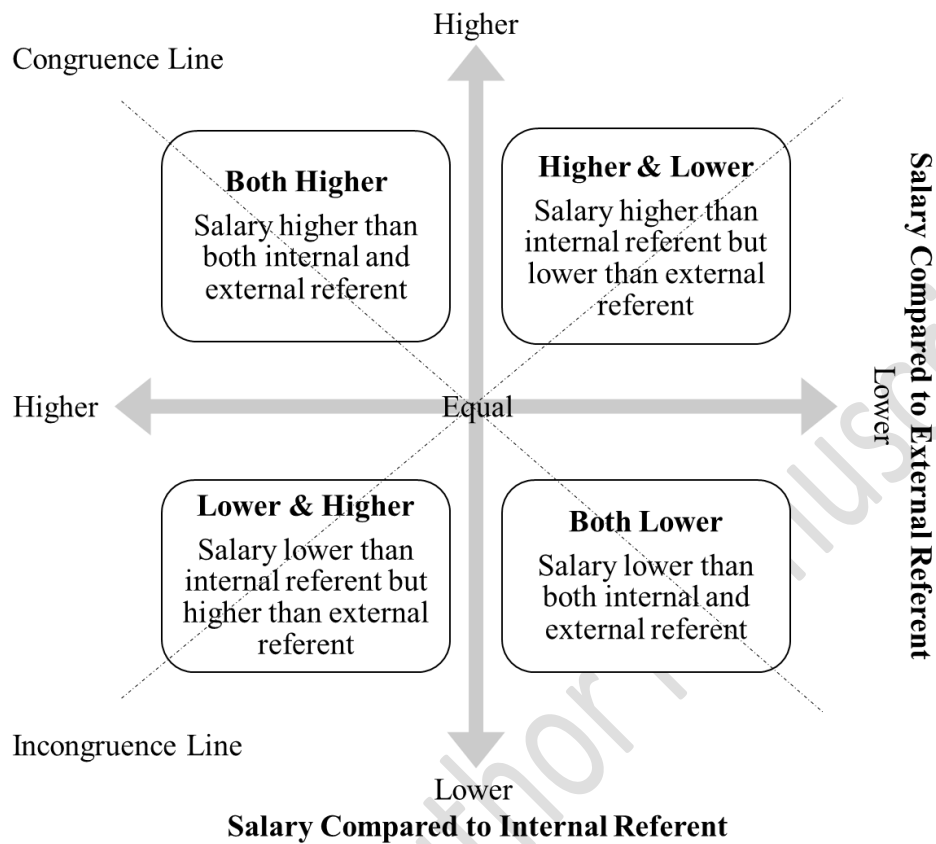 Higher
Congruence Line
Both Higher
Salary higher than
both internal and
external referent
Higher & Lower
Salary higher than
internal referent but
lower than external
referent
Salary Compared to External Referent
Higher
Equal
Lower
Lower & Higher
Salary lower than
internal referent but
higher than external
referent
Both Lower
Salary lower than
both internal and
external referent
Incongruence Line
Lower
Salary Compared to Internal Referent